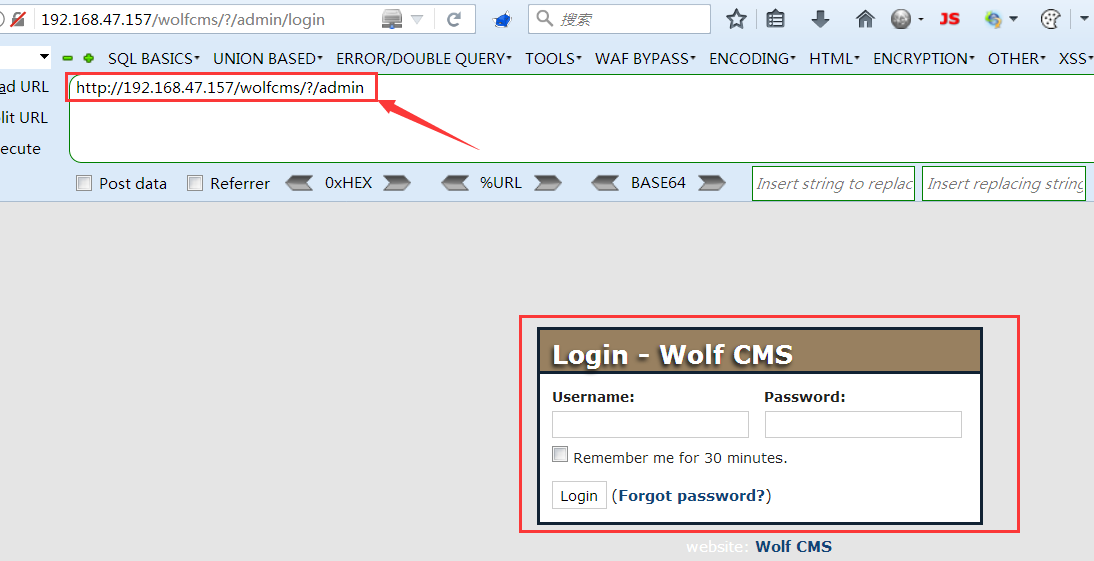 192.168.47.157/wolfcms/?/admin/login
搜索
JS
SQL BASICS UNION BASED ERROR/DOUBLE QUERY TOOLS WAF BYPASS ENCODING HTML ENCRYPTION OTHER XSS
ad URL
http://192.168.47.157/wolfcms/?/admin
lit URL
ecute
Post data Referrer 0xHEX %URL BASE64 Insert string to replac Insert replacing string
Login - Wolf CMS
Username: Password:
Remember me for 30 minutes.
Login (Forgot password?)
website: Wolf CMS